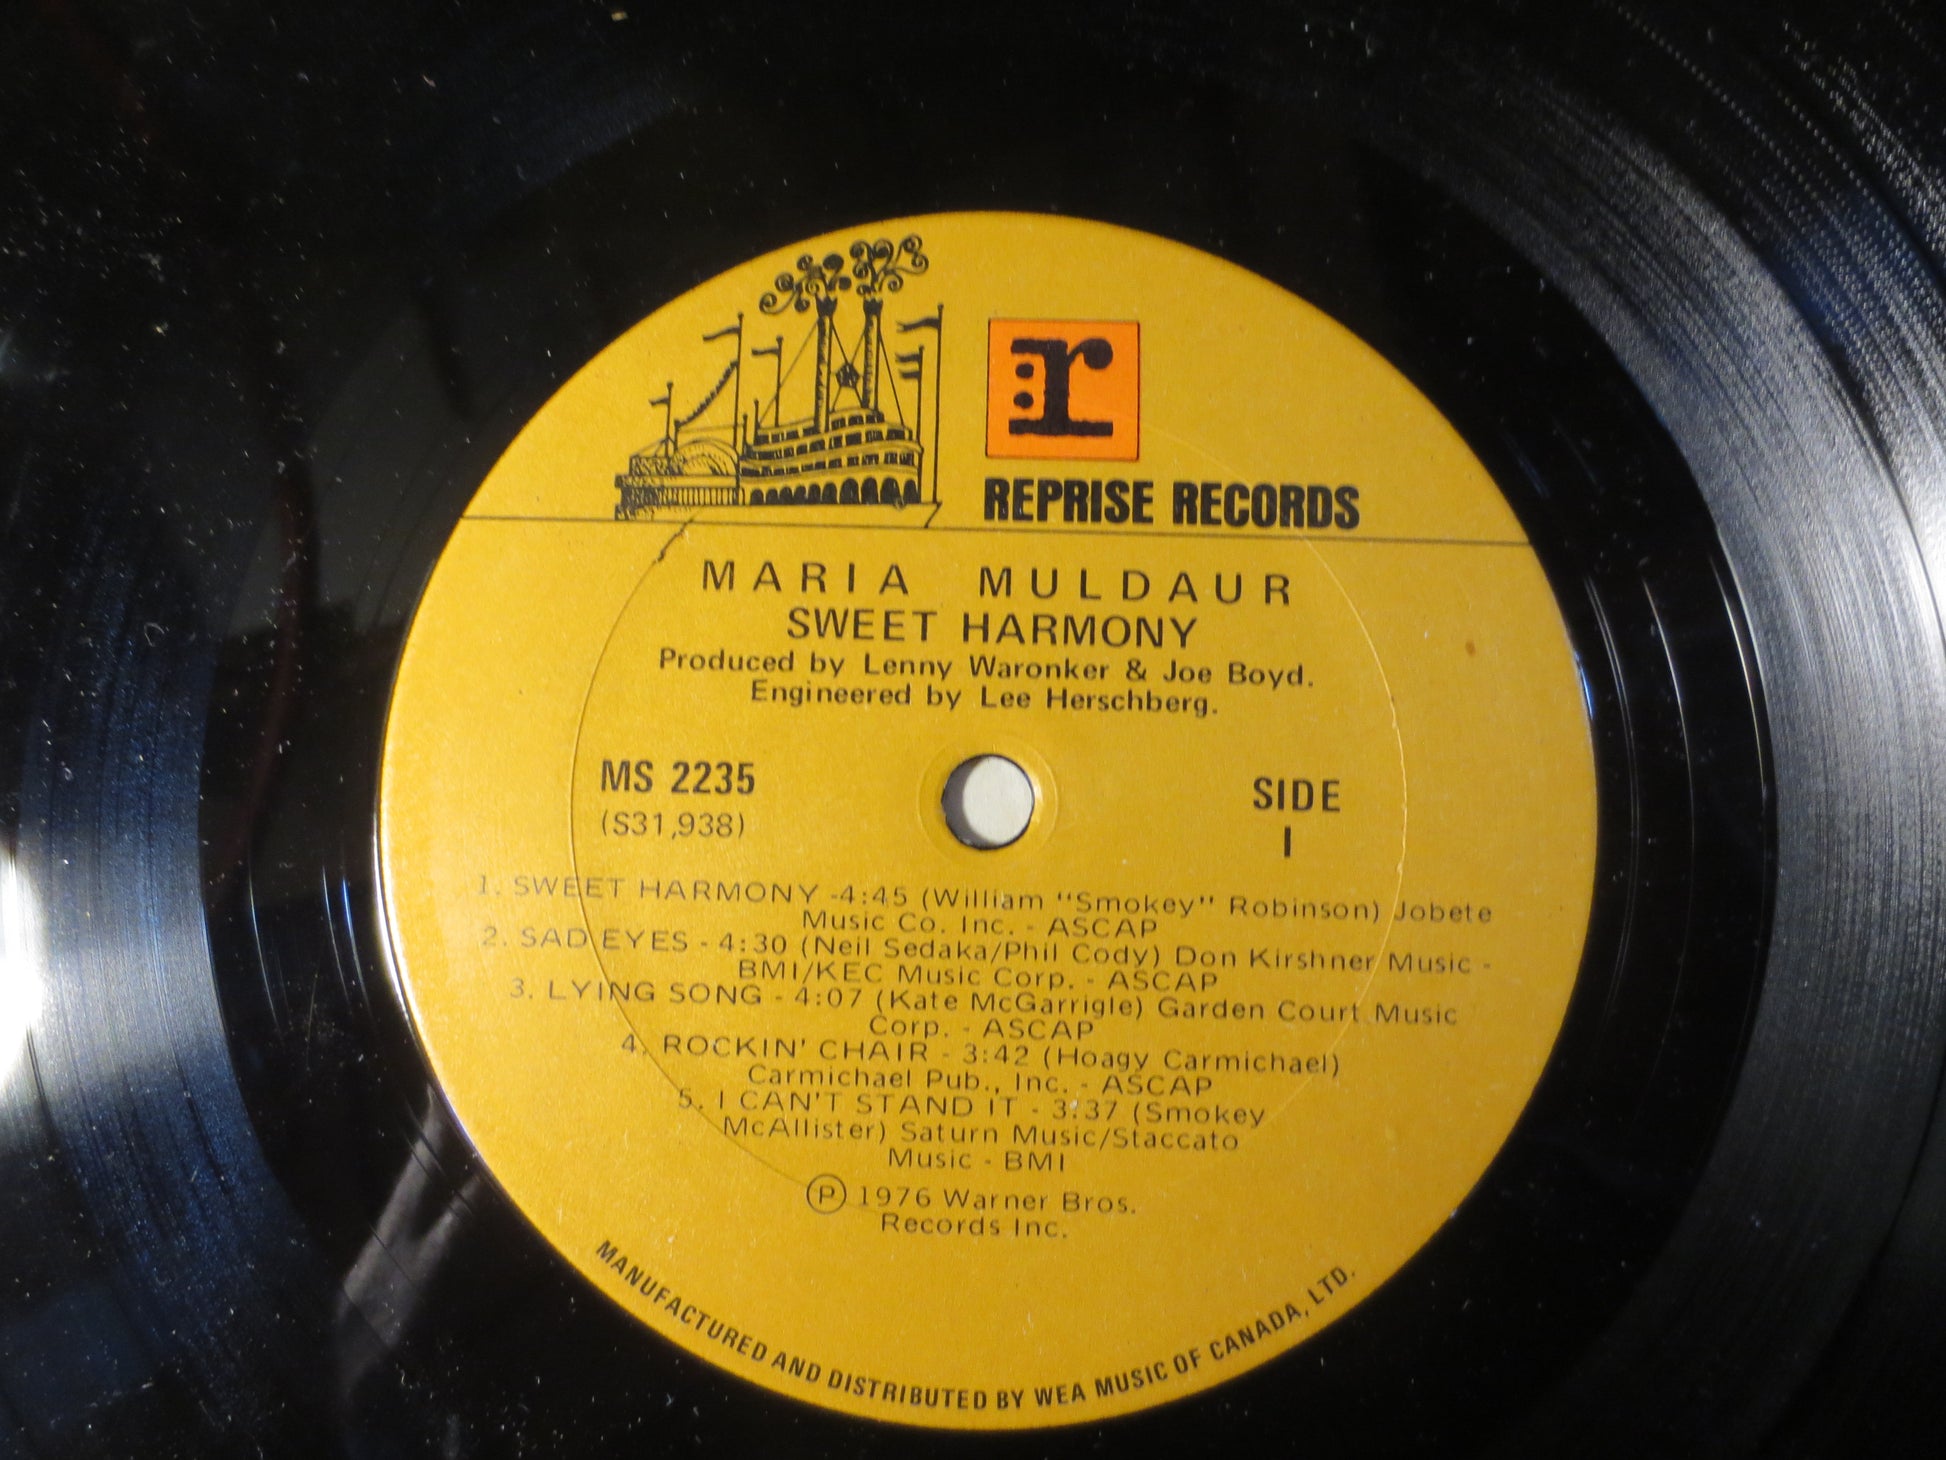 r
REPRISE RECORDS
MARIA MULDAUR
SWEET HARMONY
Produced by Lenny Waronker & Joe Boyd.
Engineered by Lee Herschberg.
MS 2235
(S31,938)
SIDE
I
1. SWEET HARMONY -4:45 (William "Smokey" Robinson) Jobete
Music Co. Inc. - ASCAP
2. SAD EYES - 4:30 (Neil Sedaka/Phil Cody) Don Kirshner Music -
BMI/KEC Music Corp. - ASCAP
3. LYING SONG - 4:07 (Kate McGarrigle) Garden Court Music
Corp. - ASCAP
4. ROCKIN' CHAIR - 3:42 (Hoagy Carmichael)
Carmichael Pub., Inc. - ASCAP
5. I CAN'T STAND IT - 3:37 (Smokey
McAllister) Saturn Music/Staccato
Music - BMI
Ⓟ 1976 Warner Bros.
Records Inc.
MANUFACTURED AND DISTRIBUTED BY WEA MUSIC OF CANADA, LTD.